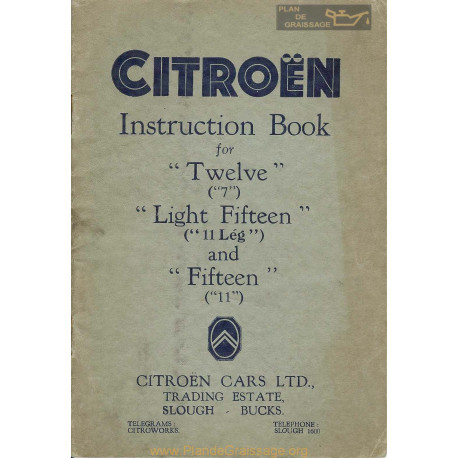 PLAN
DE
GRAISSAGE
CITROËN
Instruction Book
for
“ Twelve ”
(“7”)
“ Light Fifteen ”
(“ 11 Lég ”)
and
“ Fifteen ”
(“11”)
CITROËN CARS LTD.,
TRADING ESTATE,
SLOUGH - BUCKS.
TELEGRAMS: TELEPHONE:
CITROWORKS. SLOUGH 1601
www.PlandeGraissage.org